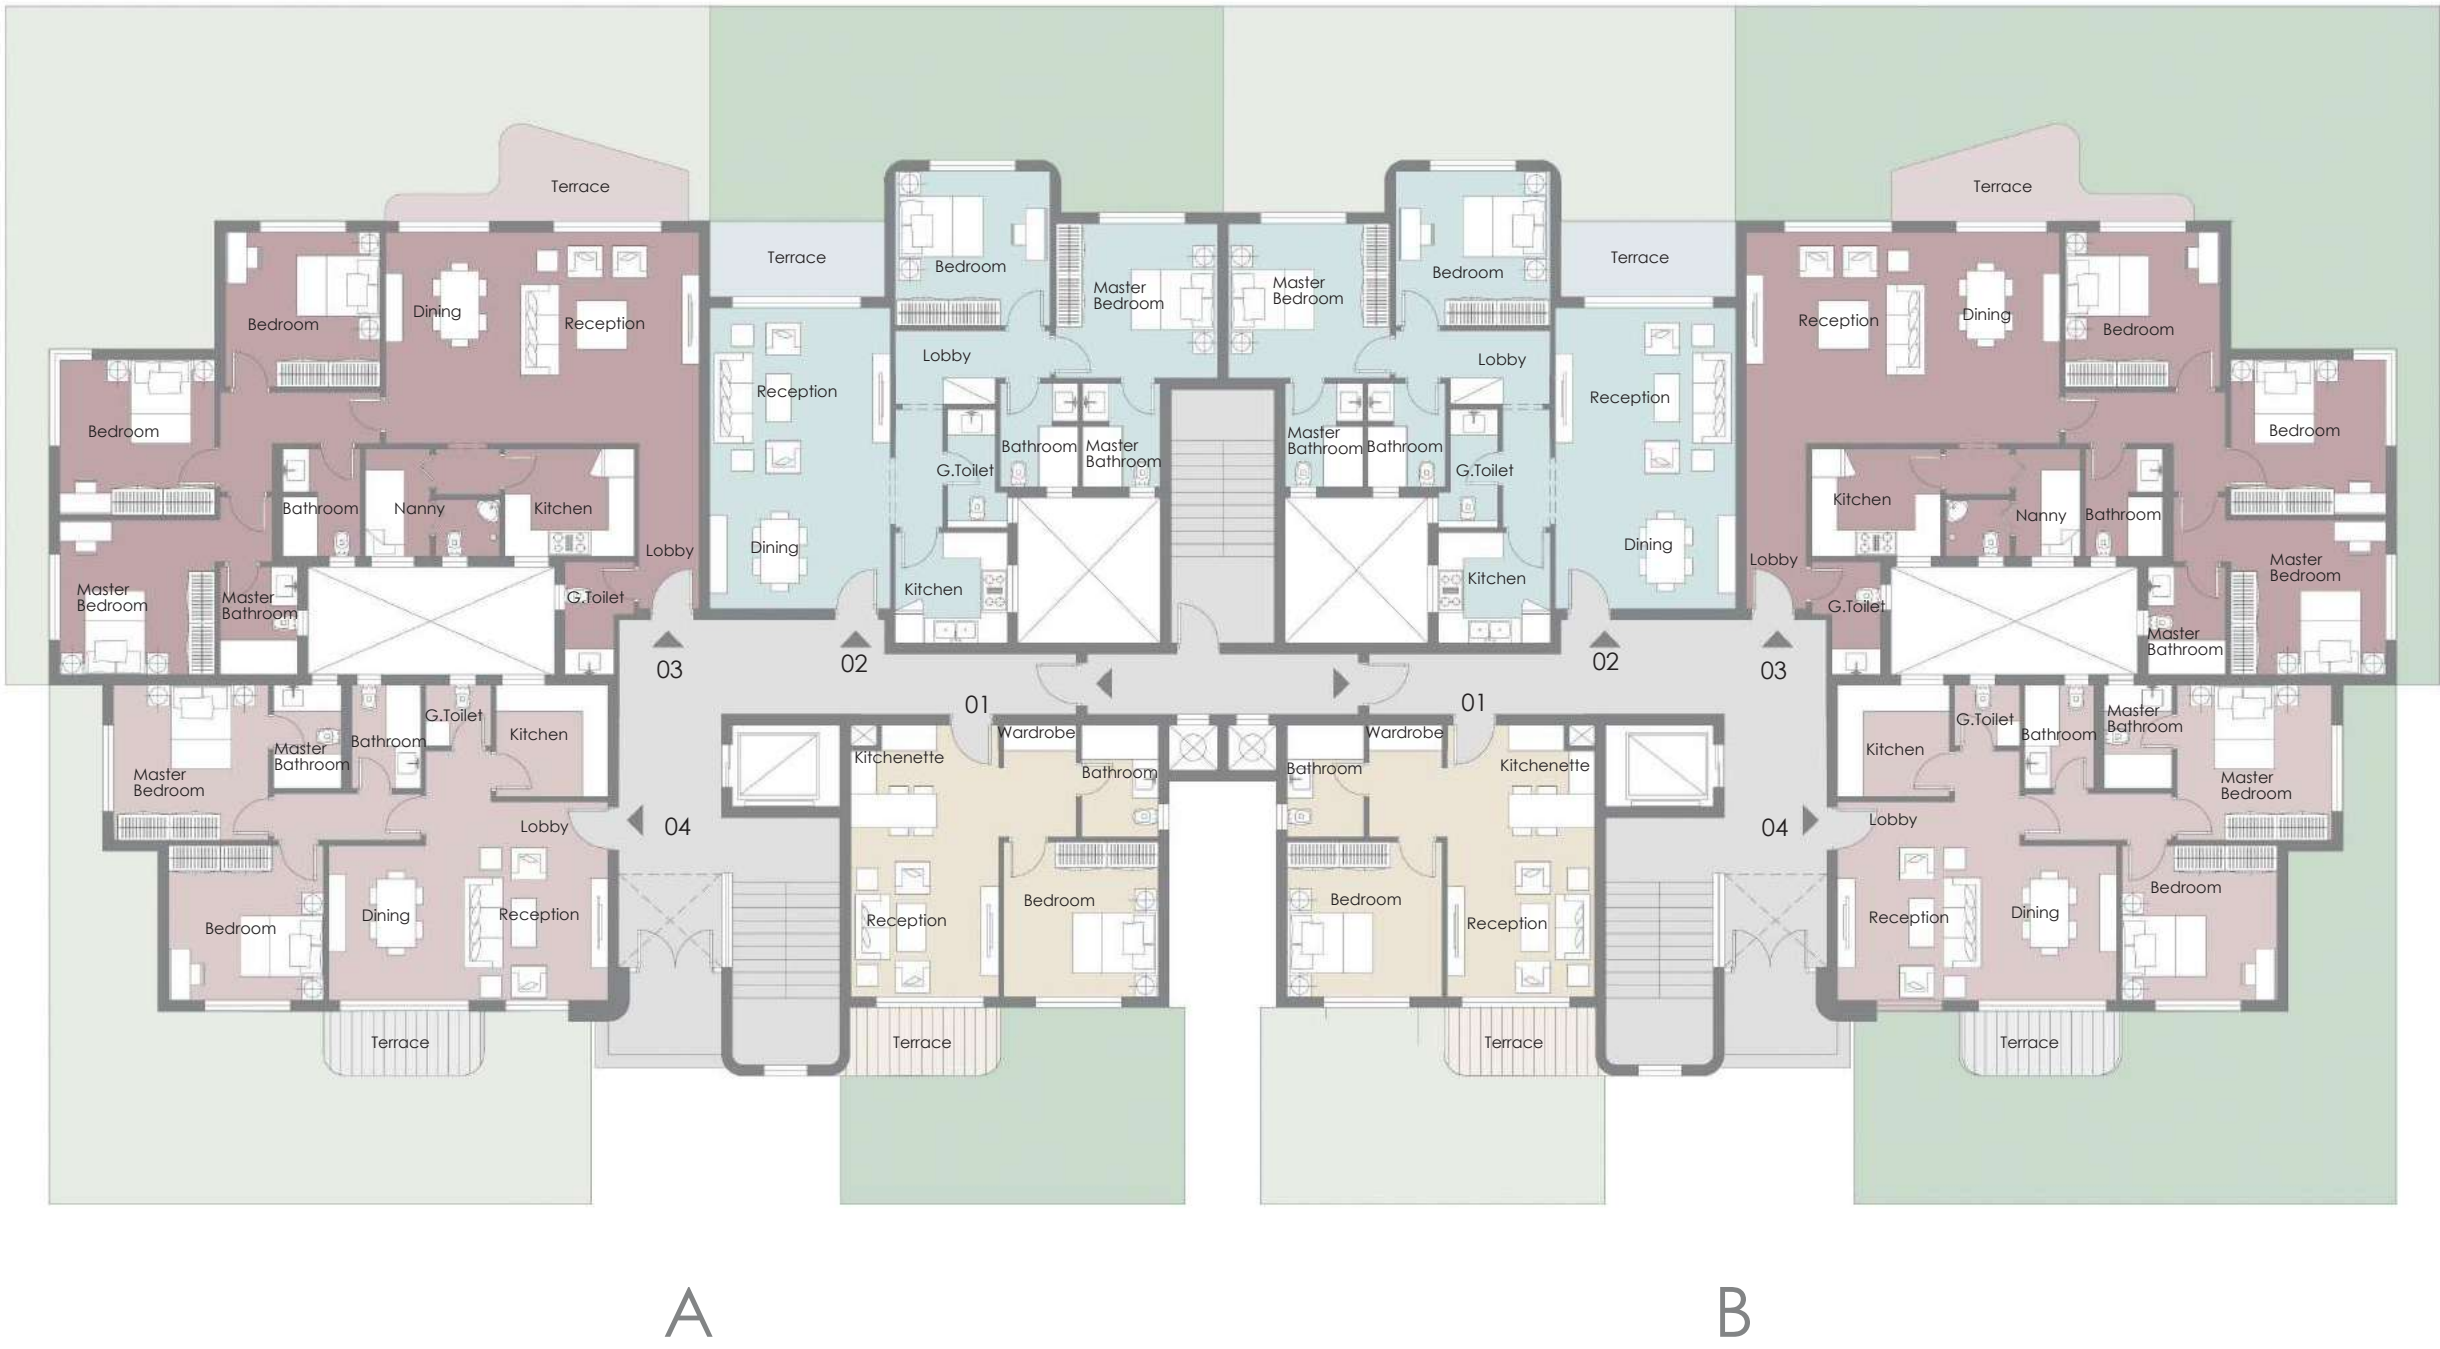 Terrace
Terrace
Terrace
Terrace
Bedroom
Master
Bedroom
Master
Bedroom
Bedroom
Dining
Reception
Bedroom
Reception
Dining
Bedroom
Lobby
Lobby
Bedroom
Reception
Reception
Bedroom
Bathroom
Nanny
Kitchen
G.Toilet
Bathroom
Master
Bathroom
Master
Bathroom
Bathroom
G.Toilet
Kitchen
Nanny
Bathroom
Lobby
Dining
Kitchen
Kitchen
Dining
Lobby
Master
Bedroom
Master
Bathroom
G.Toilet
G.Toilet
Master
Bathroom
Master
Bedroom
03
02
02
03
01
01
Master
Bedroom
Master
Bathroom
Bathroom
G.Toilet
Kitchen
Kitchenette
Wardrobe
Bathroom
Wardrobe
Bathroom
Kitchenette
Kitchen
G.Toilet
Bathroom
Master
Bathroom
Master
Bedroom
Lobby
04
04
Lobby
Bedroom
Dining
Reception
Reception
Bedroom
Bedroom
Reception
Reception
Dining
Bedroom
Terrace
Terrace
Terrace
Terrace
A
B